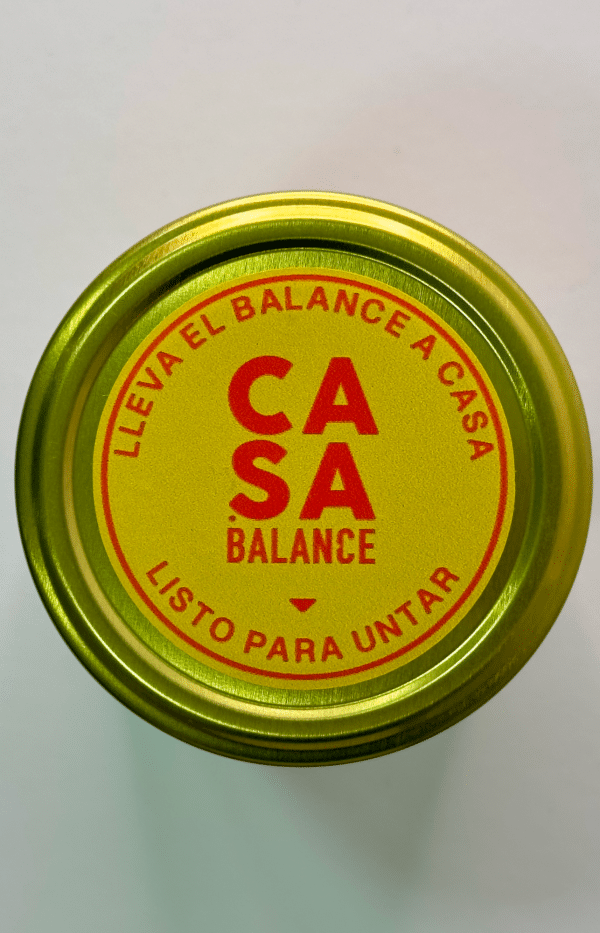 LLEVA EL BALANCE A CASA
CA
SA
BALANCE
LISTO PARA UNTAR